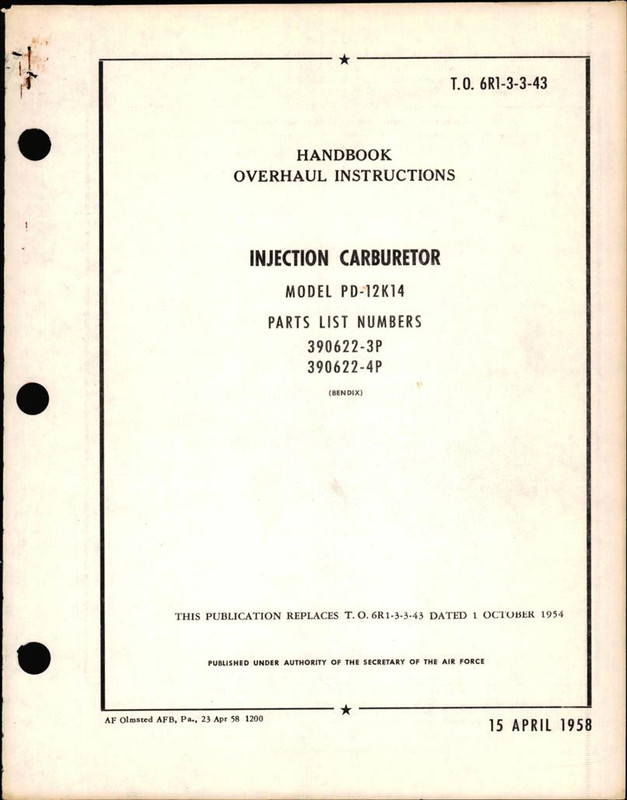 T.O. 6R1-3-3-43
HANDBOOK
OVERHAUL INSTRUCTIONS
INJECTION CARBURETOR
MODEL PD-12K14
PARTS LIST NUMBERS
390622-3P
390622-4P
(BENDIX)
THIS PUBLICATION REPLACES T. O. 6R1-3-3-43 DATED 1 OCTOBER 1954
PUBLISHED UNDER AUTHORITY OF THE SECRETARY OF THE AIR FORCE
AF Olmsted AFB, Pa., 23 Apr 58 1200
15 APRIL 1958